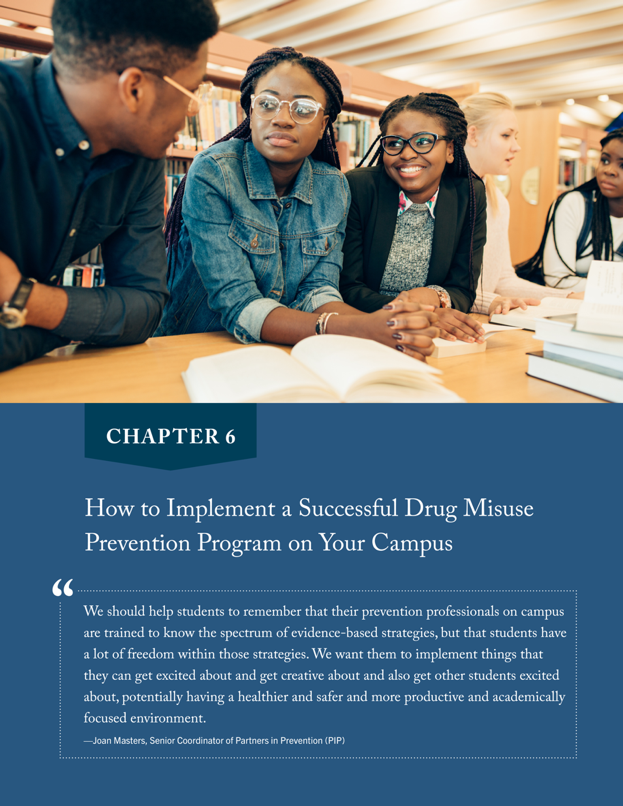 CHAPTER 6
How to Implement a Successful Drug Misuse
Prevention Program on Your Campus
“
We should help students to remember that their prevention professionals on campus
are trained to know the spectrum of evidence-based strategies, but that students have
a lot of freedom within those strategies. We want them to implement things that
they can get excited about and get creative about and also get other students excited
about, potentially having a healthier and safer and more productive and academically
focused environment.
—Joan Masters, Senior Coordinator of Partners in Prevention (PIP)